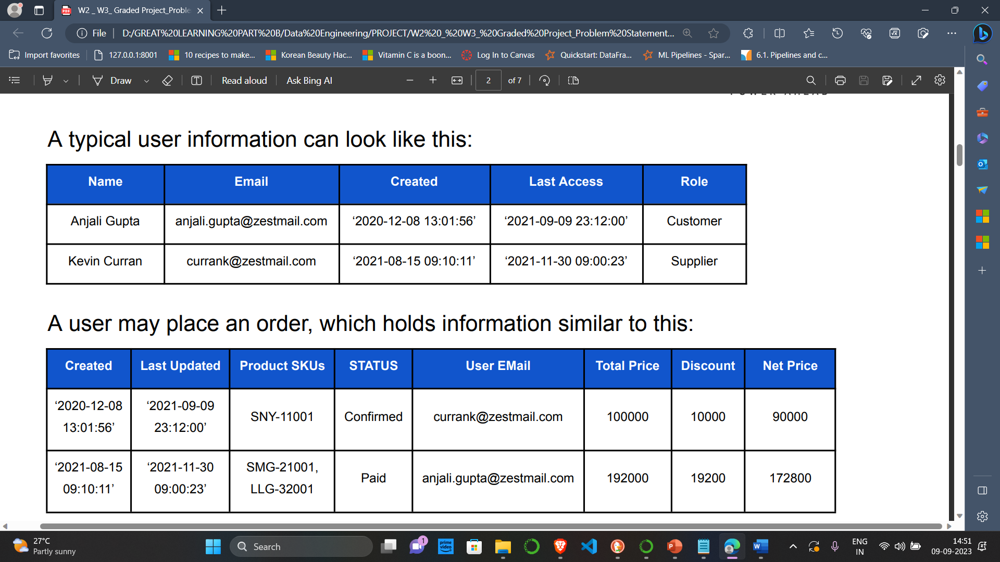 W2 _ W3_ Graded Project_Proble
File
D:/GREAT%20LEARNING%20PART%20B/Data%20Engineering/PROJECT/W2%20_%20W3_%20Graded%20Project_Problem%20Statement...
Import favorites
127.0.0.1:8001
10 recipes to make...
Korean Beauty Hac...
Vitamin C is a boon...
Log In to Canvas
Quickstart: DataFra...
ML Pipelines - Spar...
6.1. Pipelines and c...
Draw
Read aloud
Ask Bing AI
2 of 7
POWER AHEAD
A typical user information can look like this:
Name Email Created Last Access Role
Anjali Gupta anjali.gupta@zestmail.com ‘2020-12-08 13:01:56’ ‘2021-09-09 23:12:00’ Customer
Kevin Curran currank@zestmail.com ‘2021-08-15 09:10:11’ ‘2021-11-30 09:00:23’ Supplier
A user may place an order, which holds information similar to this:
Created Last Updated Product SKUs STATUS User EMail Total Price Discount Net Price
‘2020-12-08 13:01:56’ ‘2021-09-09 23:12:00’ SNY-11001 Confirmed currank@zestmail.com 100000 10000 90000
‘2021-08-15 09:10:11’ ‘2021-11-30 09:00:23’ SMG-21001, LLG-32001 Paid anjali.gupta@zestmail.com 192000 19200 172800
27°C
Partly sunny
Search
1
prime video
ENG
IN
14:51
09-09-2023